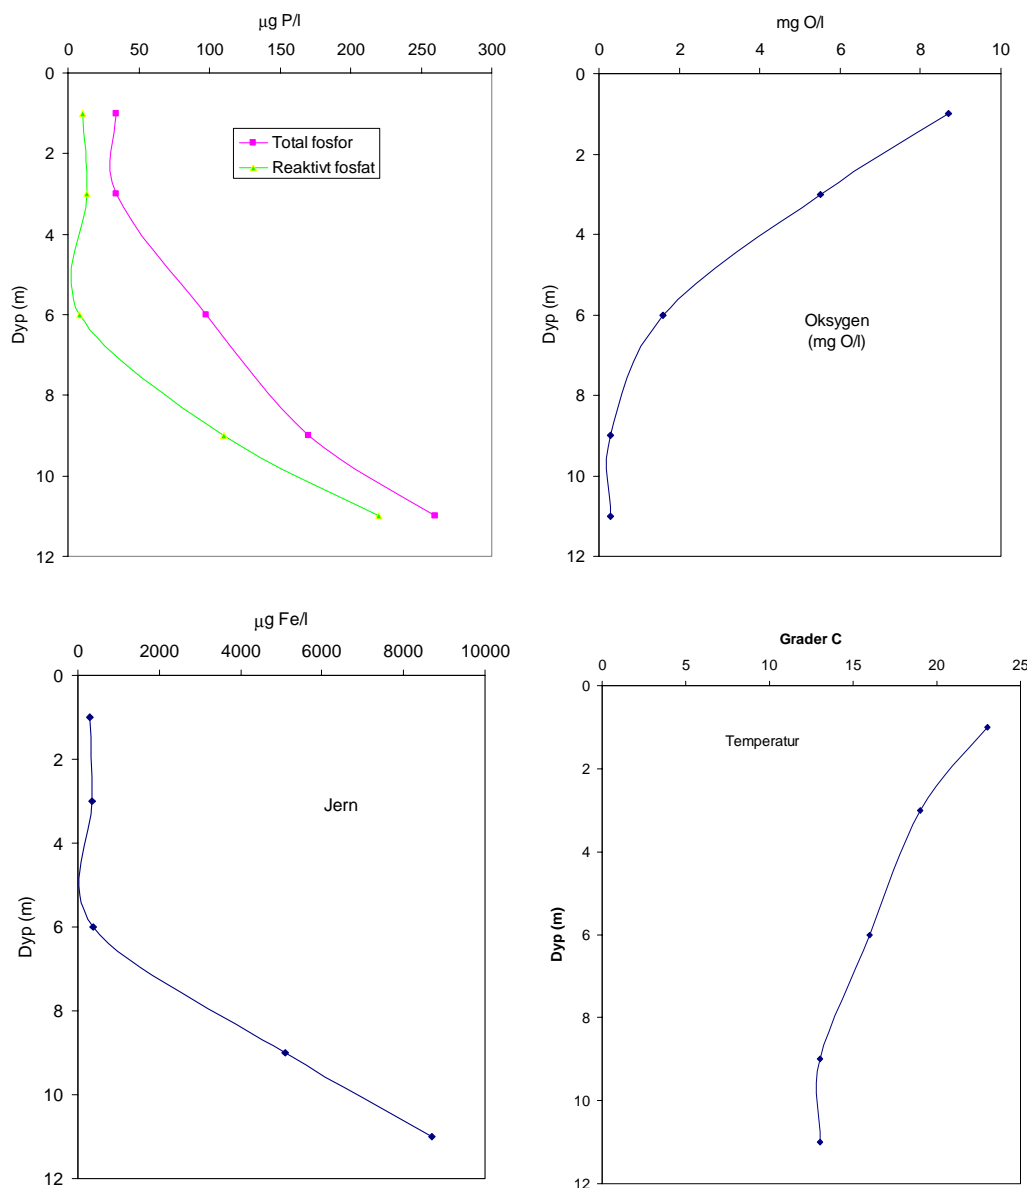 µg P/l
0 50 100 150 200 250 300
0
2
4
6
8
10
12
Dyp (m)
Total fosfor
Reaktivt fosfat
mg O/l
0 2 4 6 8 10
0
2
4
6
8
10
12
Dyp (m)
Oksygen
(mg O/l)
µg Fe/l
0 2000 4000 6000 8000 10000
0
2
4
6
8
10
12
Dyp (m)
Jern
Grader C
0 5 10 15 20 25
0
2
4
6
8
10
12
Dyp (m)
Temperatur